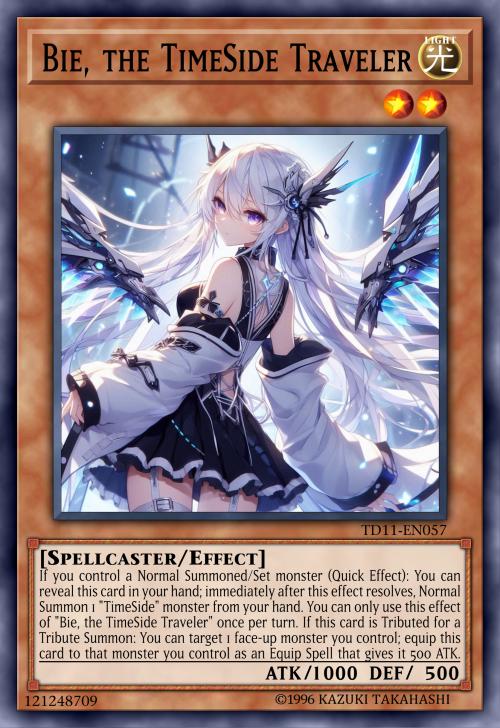 BIE, THE TIMESIDE TRAVELER
LIGHT
光
TD11-EN057
[SPELLCASTER/EFFECT]
If you control a Normal Summoned/Set monster (Quick Effect): You can
reveal this card in your hand; immediately after this effect resolves, Normal
Summon 1 "TimeSide" monster from your hand. You can only use this effect
of "Bie, the TimeSide Traveler" once per turn. If this card is Tributed for a
Tribute Summon: You can target 1 face-up monster you control; equip this
card to that monster you control as an Equip Spell that gives it 500 ATK.
ATK/1000 DEF/ 500
121248709
©1996 KAZUKI TAKAHASHI